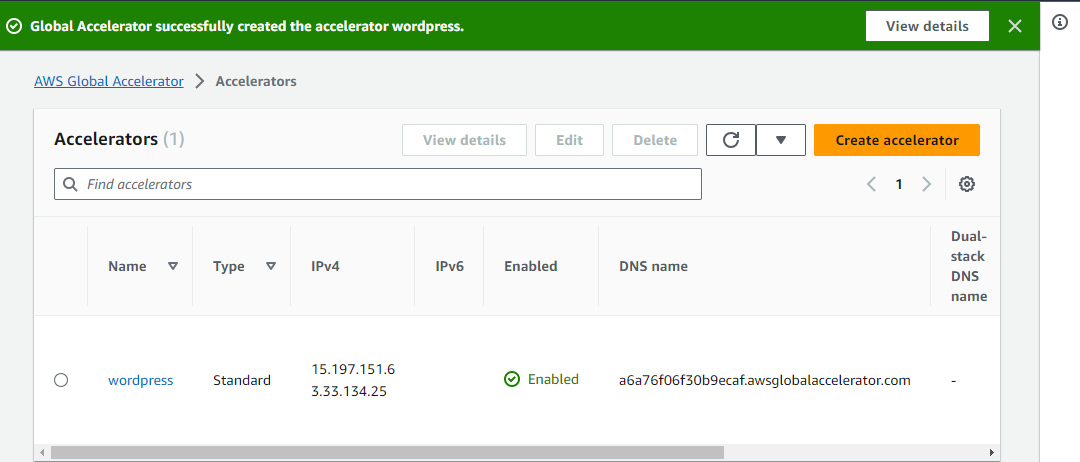 Global Accelerator successfully created the accelerator wordpress.
View details
AWS Global Accelerator > Accelerators
Accelerators (1)
View details
Edit
Delete
Create accelerator
Find accelerators
1
Name
Type
IPv4
IPv6
Enabled
DNS name
Dual-
stack
DNS
name
wordpress
Standard
15.197.151.6
3.33.134.25
Enabled
a6a76f06f30b9ecaf.awsglobalaccelerator.com
-